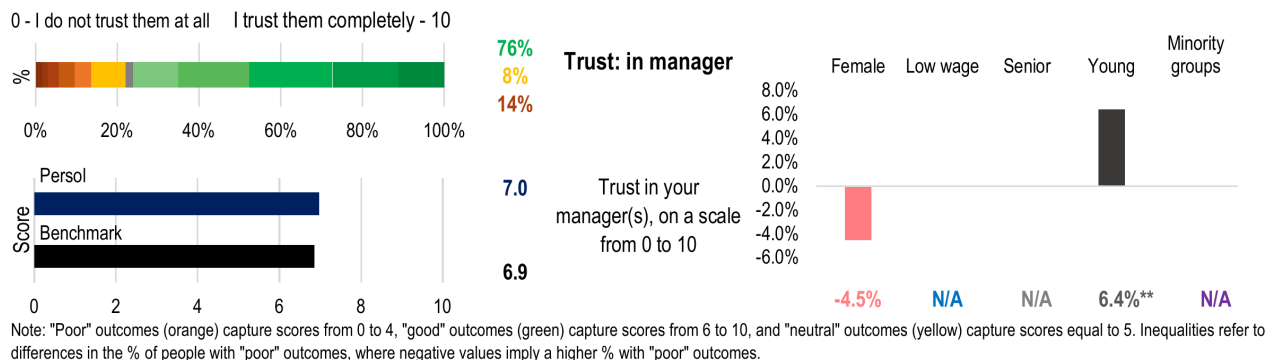 0 - I do not trust them at all I trust them completely - 10
%
0% 20% 40% 60% 80% 100%
76%
8%
14%
Trust: in manager
Persol
Benchmark
Score
0 2 4 6 8 10
7.0
6.9
Trust in your
manager(s), on a scale
from 0 to 10
Female Low wage Senior Young Minority
groups
8.0%
6.0%
4.0%
2.0%
0.0%
-2.0%
-4.0%
-6.0%
-4.5% N/A N/A 6.4%** N/A
Note: "Poor" outcomes (orange) capture scores from 0 to 4, "good" outcomes (green) capture scores from 6 to 10, and "neutral" outcomes (yellow) capture scores equal to 5. Inequalities refer to
differences in the % of people with "poor" outcomes, where negative values imply a higher % with "poor" outcomes.